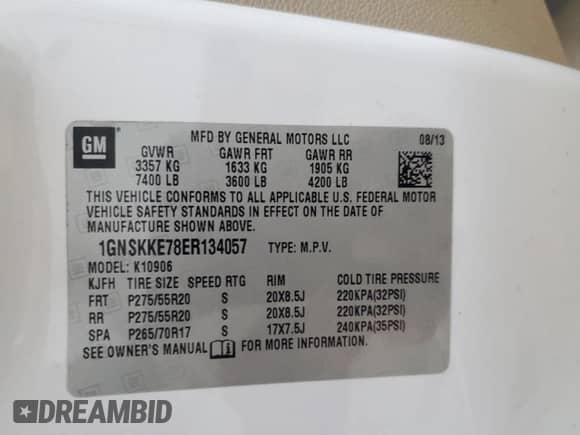 GM
MFD BY GENERAL MOTORS LLC 08/13
GVWR GAWR FRT GAWR RR
3357 KG 1633 KG 1905 KG
7400 LB 3600 LB 4200 LB
THIS VEHICLE CONFORMS TO ALL APPLICABLE U.S. FEDERAL MOTOR
VEHICLE SAFETY STANDARDS IN EFFECT ON THE DATE OF
MANUFACTURE SHOWN ABOVE.
1GNSKKE78ER134057 TYPE: M.P.V.
MODEL: K10906
KJFH TIRE SIZE SPEED RTG RIM COLD TIRE PRESSURE
FRT P275/55R20 S 20X8.5J 220KPA(32PSI)
RR P275/55R20 S 20X8.5J 220KPA(32PSI)
SPA P265/70R17 S 17X7.5J 240KPA(35PSI)
SEE OWNER'S MANUAL FOR MORE INFORMATION
DREAMBID